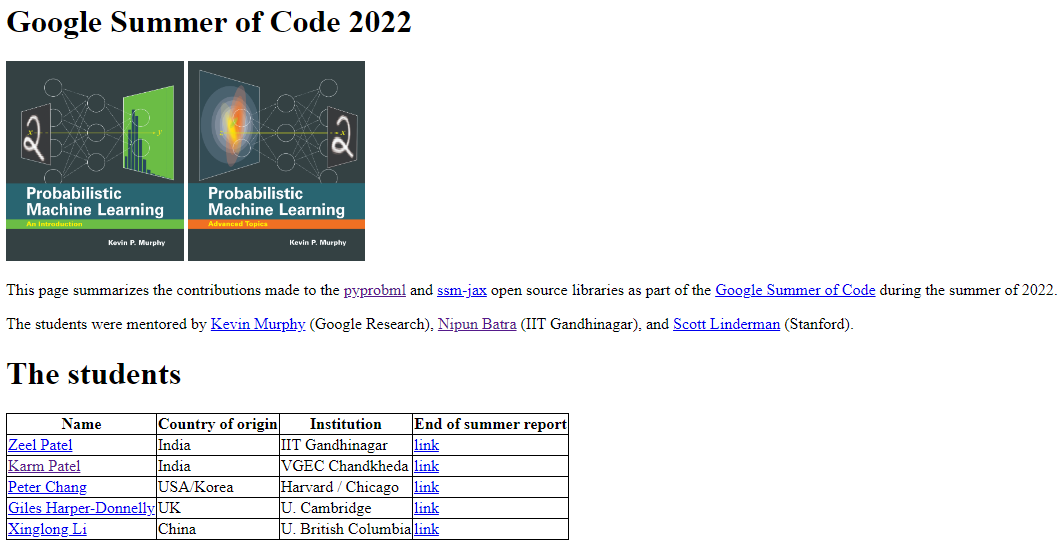 Google Summer of Code 2022
x
y
Probabilistic
Machine Learning
An Introduction
Kevin P. Murphy
x
Probabilistic
Machine Learning
Advanced Topics
Kevin P. Murphy
This page summarizes the contributions made to the pyprobml and ssm-jax open source libraries as part of the Google Summer of Code during the summer of 2022.
The students were mentored by Kevin Murphy (Google Research), Nipun Batra (IIT Gandhinagar), and Scott Linderman (Stanford).
The students
Name Country of origin Institution End of summer report
Zeel Patel India IIT Gandhinagar link
Karm Patel India VGEC Chandkheda link
Peter Chang USA/Korea Harvard / Chicago link
Giles Harper-Donnelly UK U. Cambridge link
Xinglong Li China U. British Columbia link